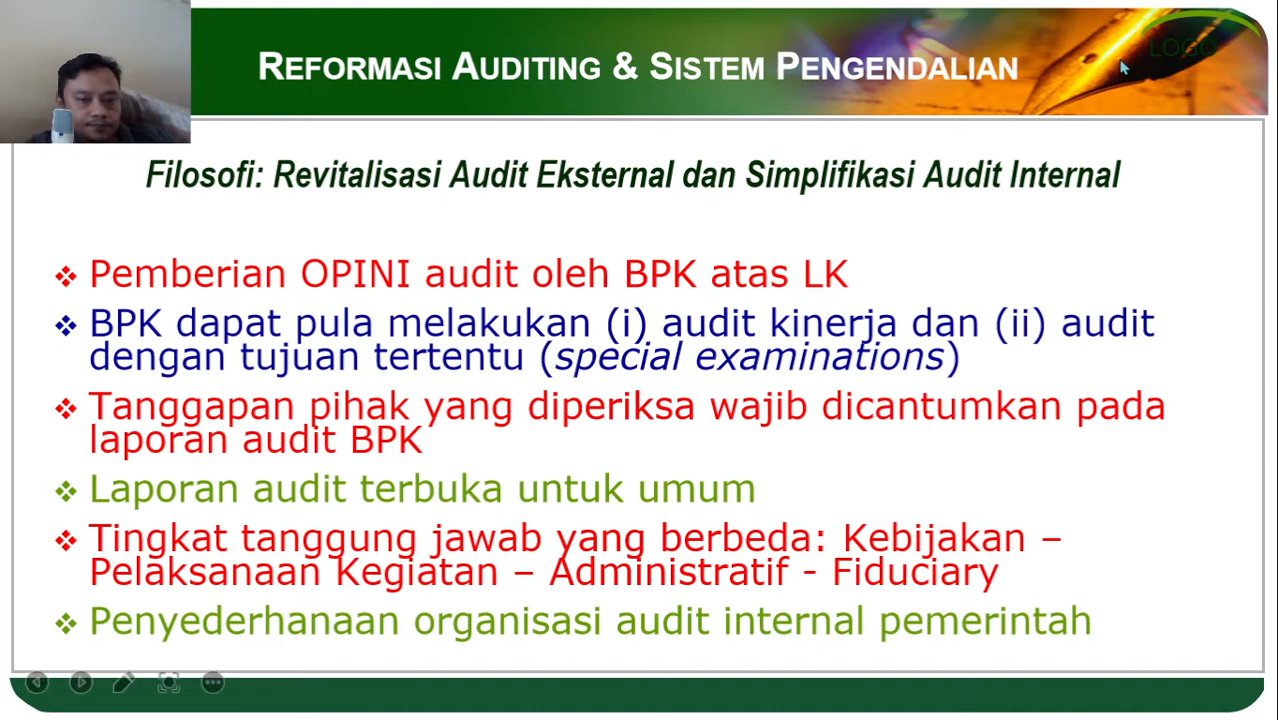 LOGO
REFORMASI AUDITING & SISTEM PENGENDALIAN
Filosofi: Revitalisasi Audit Eksternal dan Simplifikasi Audit Internal
Pemberian OPINI audit oleh BPK atas LK
BPK dapat pula melakukan (i) audit kinerja dan (ii) audit
dengan tujuan tertentu (special examinations)
Tanggapan pihak yang diperiksa wajib dicantumkan pada
laporan audit BPK
Laporan audit terbuka untuk umum
Tingkat tanggung jawab yang berbeda: Kebijakan –
Pelaksanaan Kegiatan – Administratif - Fiduciary
Penyederhanaan organisasi audit internal pemerintah